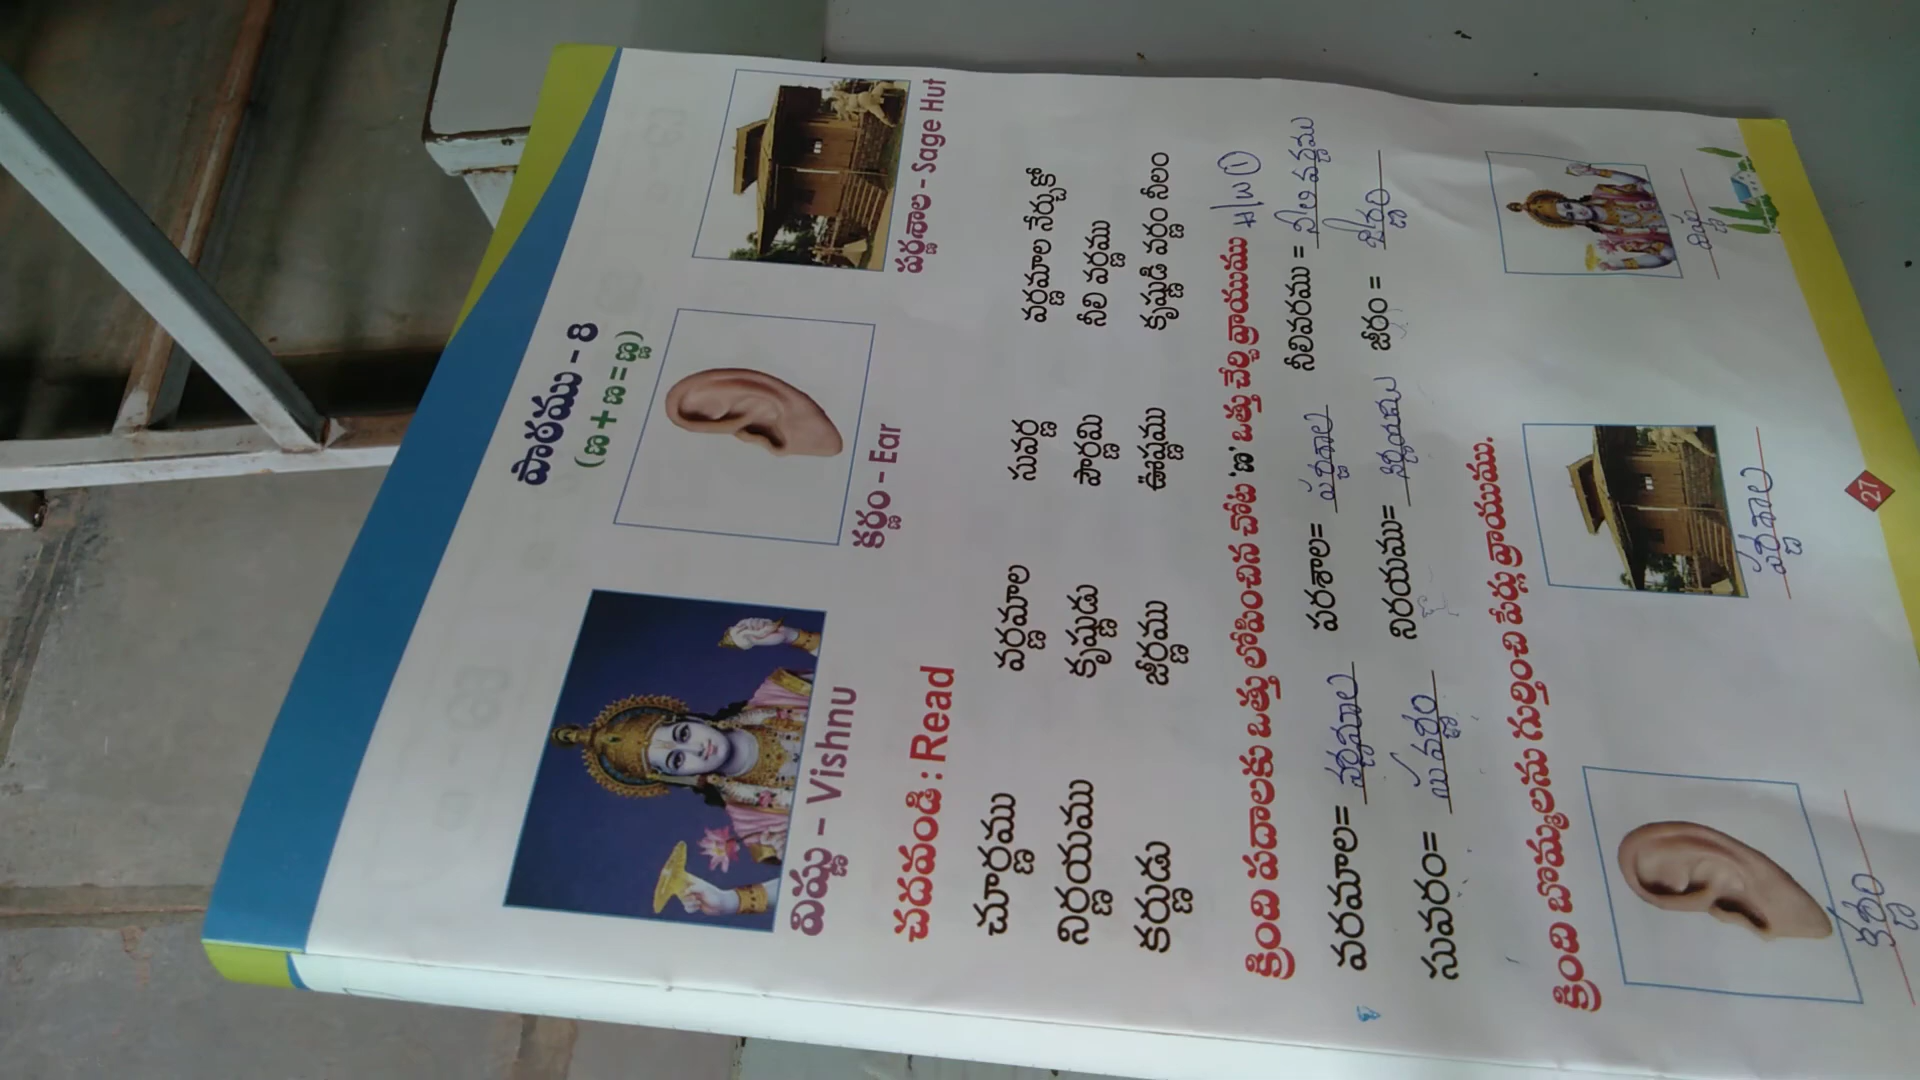 పాఠము - 8
(ణ + ణ = ణ్ణ)
విష్ణు – Vishnu
కర్ణం – Ear
పర్ణశాల - Sage Hut
చదవండి : Read
చూర్ణము వర్ణమాల సువర్ణ వర్ణమాల నేర్చుకో
నిర్ణయము కృష్ణుడు పౌర్ణమి నీలి వర్ణము
కర్ణుడు జీర్ణము ఉష్ణము కృష్ణుడి వర్ణం నీలం
క్రింది పదాలకు ఒత్తు లోపించిన చోట 'ణ' ఒత్తు చేర్చి వ్రాయుము H/W ①
వరమాల= వర్ణమాల పరశాల= పర్ణశాల నీలివరము = నీలి వర్ణము
సువరం= సువర్ణం నిరయము= నిర్ణయము జీరం = జీర్ణం
క్రింది బొమ్మలను గుర్తించి పేర్లు వ్రాయుము.
కర్ణం పర్ణశాల విష్ణు
27